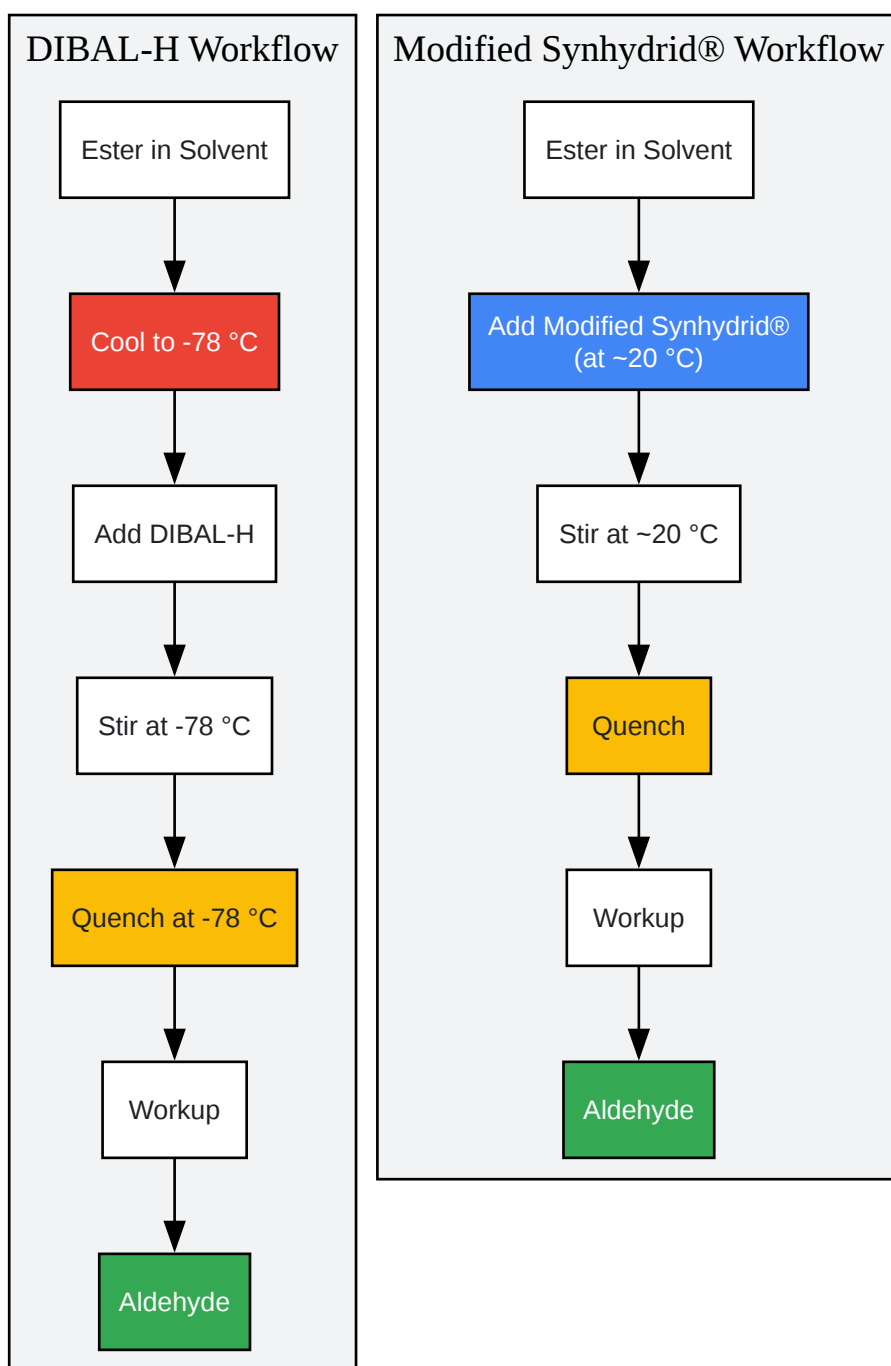 DIBAL-H Workflow
Ester in Solvent
Cool to -78 °C
Add DIBAL-H
Stir at -78 °C
Quench at -78 °C
Workup
Aldehyde
Modified Synhydrid® Workflow
Ester in Solvent
Add Modified Synhydrid®
(at ~20 °C)
Stir at ~20 °C
Quench
Workup
Aldehyde